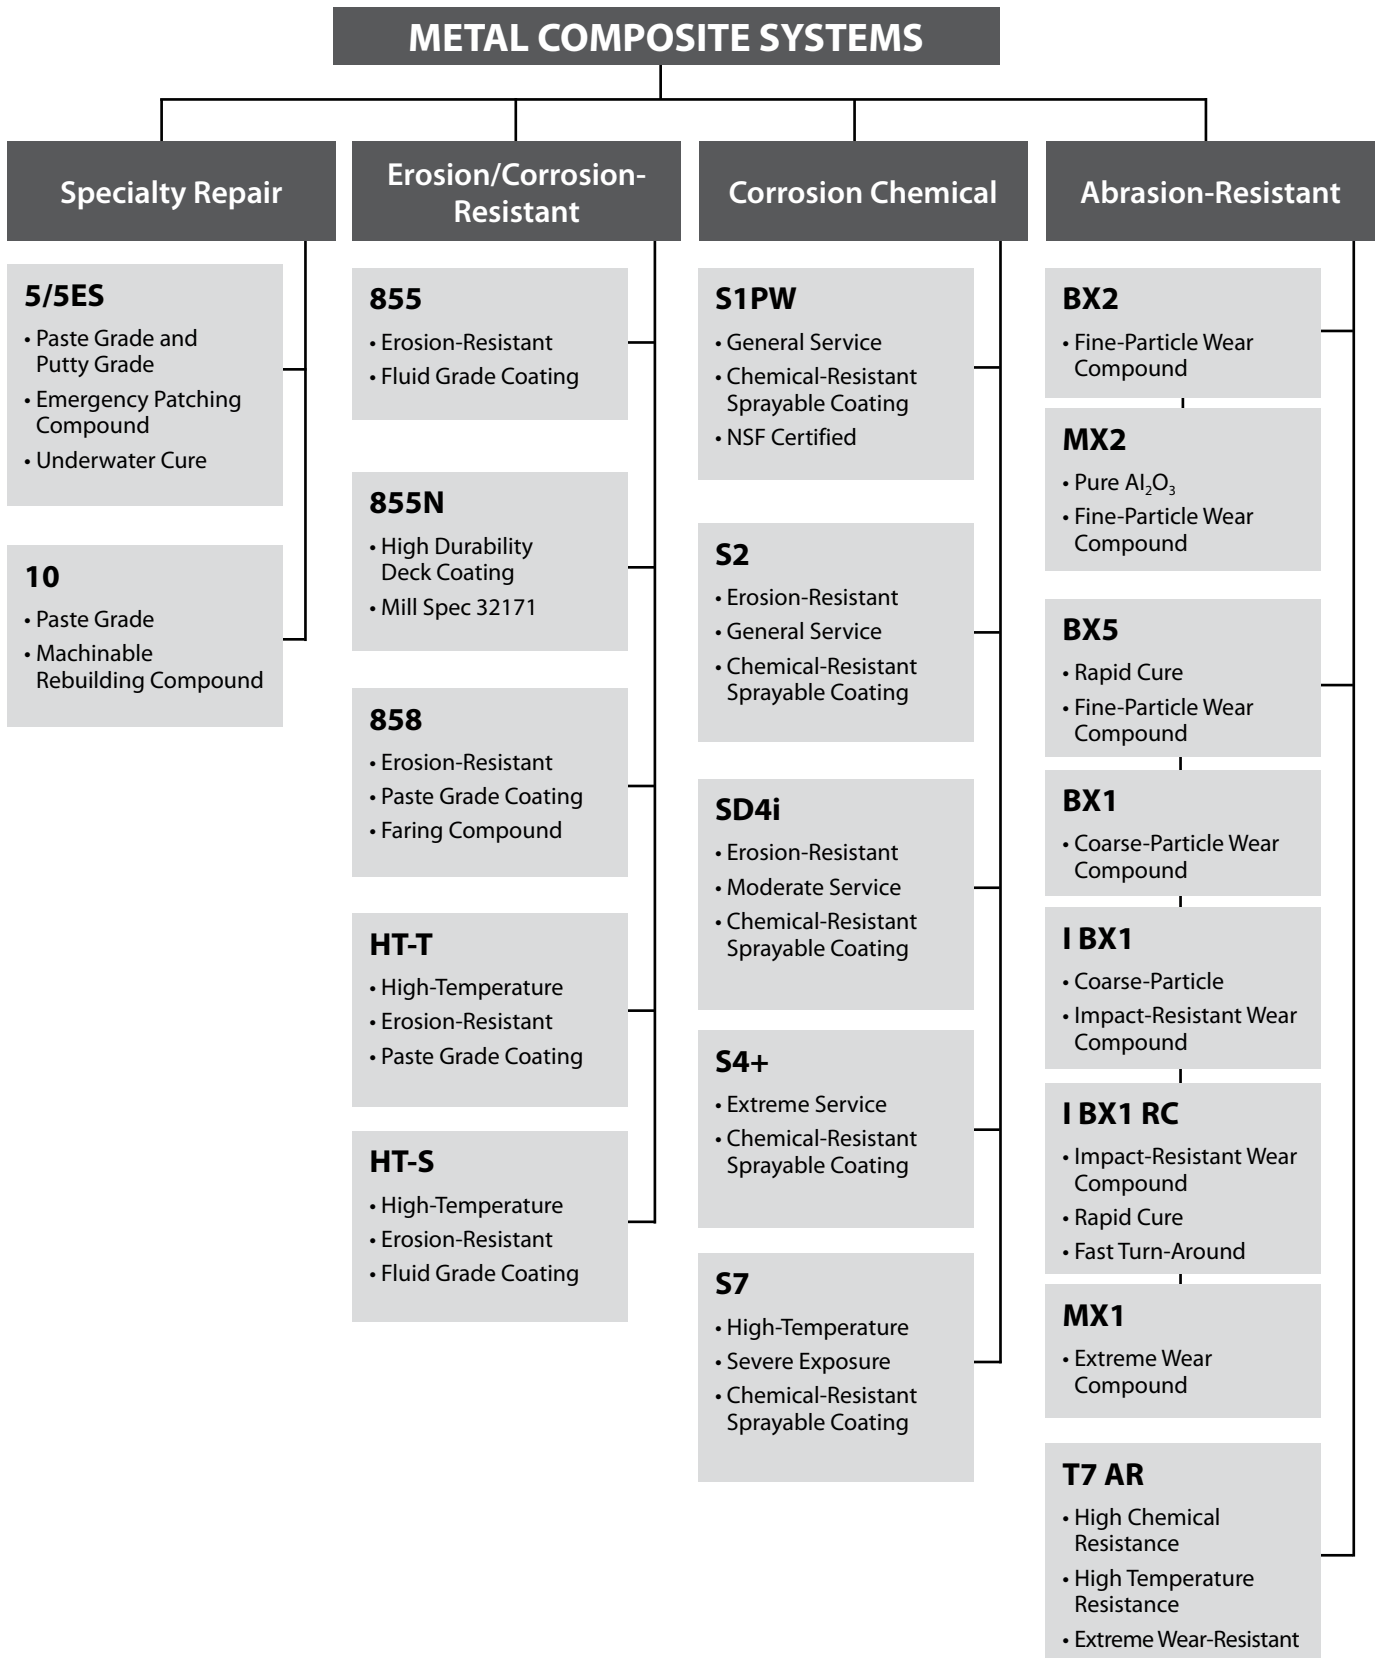 METAL COMPOSITE SYSTEMS
Specialty Repair
5/5ES
• Paste Grade and
Putty Grade
• Emergency Patching
Compound
• Underwater Cure
10
• Paste Grade
• Machinable
Rebuilding Compound
Erosion/Corrosion-
Resistant
855
• Erosion-Resistant
• Fluid Grade Coating
855N
• High Durability
Deck Coating
• Mill Spec 32171
858
• Erosion-Resistant
• Paste Grade Coating
• Faring Compound
HT-T
• High-Temperature
• Erosion-Resistant
• Paste Grade Coating
HT-S
• High-Temperature
• Erosion-Resistant
• Fluid Grade Coating
Corrosion Chemical
S1PW
• General Service
• Chemical-Resistant
Sprayable Coating
• NSF Certified
S2
• Erosion-Resistant
• General Service
• Chemical-Resistant
Sprayable Coating
SD4i
• Erosion-Resistant
• Moderate Service
• Chemical-Resistant
Sprayable Coating
S4+
• Extreme Service
• Chemical-Resistant
Sprayable Coating
S7
• High-Temperature
• Severe Exposure
• Chemical-Resistant
Sprayable Coating
Abrasion-Resistant
BX2
• Fine-Particle Wear
Compound
MX2
• Pure Al₂O₃
• Fine-Particle Wear
Compound
BX5
• Rapid Cure
• Fine-Particle Wear
Compound
BX1
• Coarse-Particle Wear
Compound
I BX1
• Coarse-Particle
• Impact-Resistant Wear
Compound
I BX1 RC
• Impact-Resistant Wear
Compound
• Rapid Cure
• Fast Turn-Around
MX1
• Extreme Wear
Compound
T7 AR
• High Chemical
Resistance
• High Temperature
Resistance
• Extreme Wear-Resistant